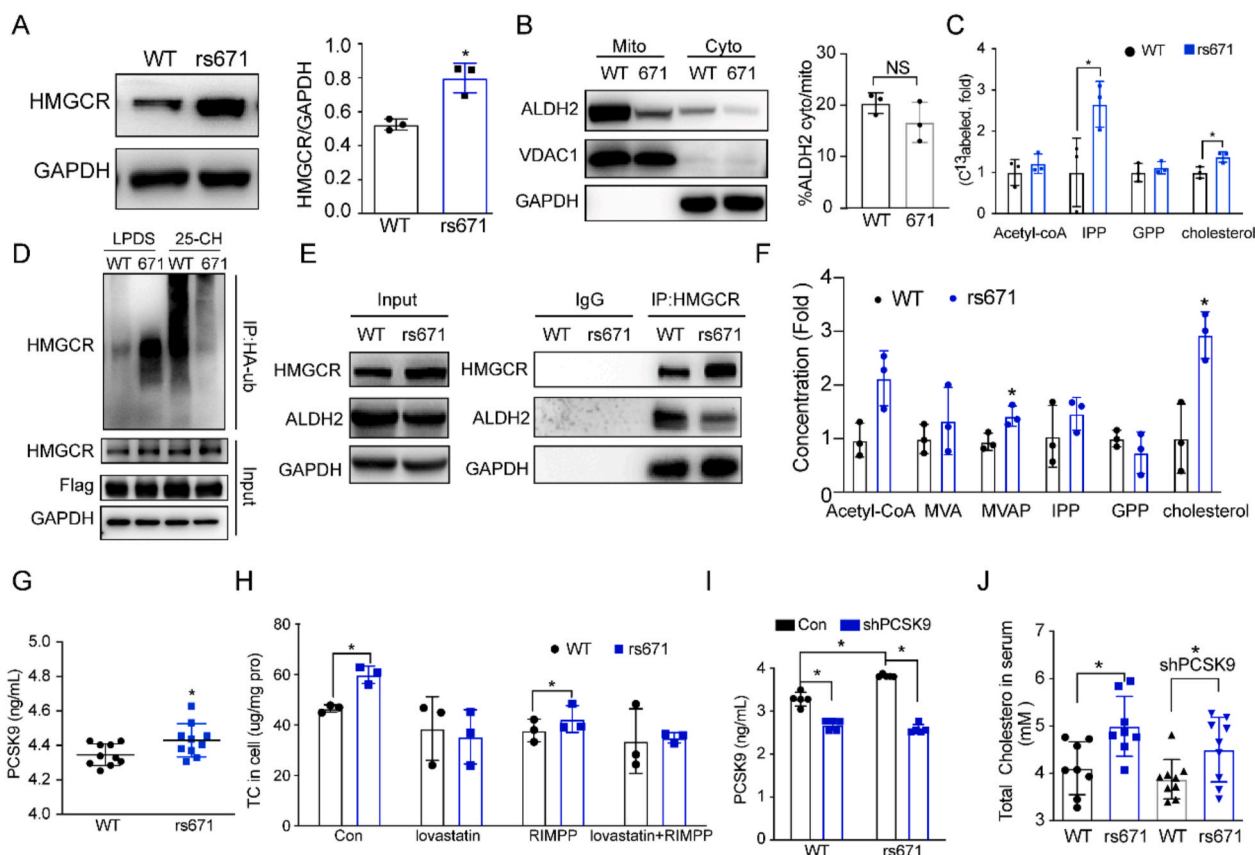 A
WT rs671
HMGCR
GAPDH
HMGCR/GAPDH
1.0
0.8
0.6
0.4
0.2
0.0
*
WT rs671
B
Mito Cyto
WT 671 WT 671
ALDH2
VDAC1
GAPDH
%ALDH2 cyto/mito
30
20
10
0
NS
WT 671
C
WT rs671
(C13labeled, fold)
4
3
2
1
0
* *
Acetyl-coA IPP GPP cholesterol
D
LPDS 25-CH
WT 671 WT 671
HMGCR
IP:HA-ub
HMGCR
Flag
GAPDH
Input
E
Input IgG IP:HMGCR
WT rs671 WT rs671 WT rs671
HMGCR HMGCR
ALDH2 ALDH2
GAPDH GAPDH
F
WT rs671
Concentration (Fold )
4
3
2
1
0
* *
Acetyl-CoA MVA MVAP IPP GPP cholesterol
G
PCSK9 (ng/mL)
5.0
4.8
4.6
4.4
4.2
4.0
*
WT rs671
H
WT rs671
TC in cell (ug/mg pro)
80
60
40
20
0
* *
Con lovastatin RIMPP lovastatin+RIMPP
I
Con shPCSK9
PCSK9 (ng/mL)
4
3
2
1
0
* * *
WT rs671
J
Total Cholestero in serum
(mM)
7
6
5
4
3
*
*
shPCSK9
WT rs671 WT rs671